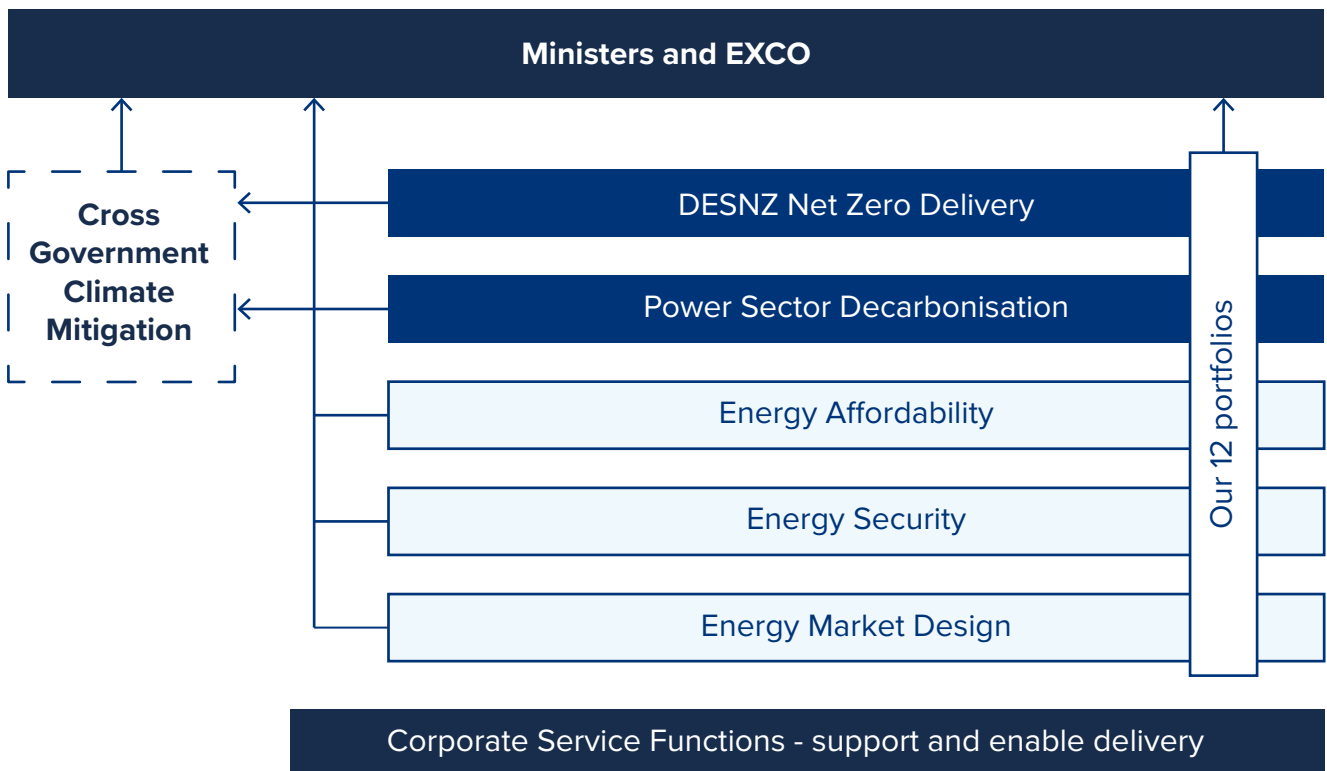 Ministers and EXCO
Cross
Government
Climate
Mitigation
DESNZ Net Zero Delivery
Power Sector Decarbonisation
Energy Affordability
Energy Security
Energy Market Design
Our 12 portfolios
Corporate Service Functions - support and enable delivery